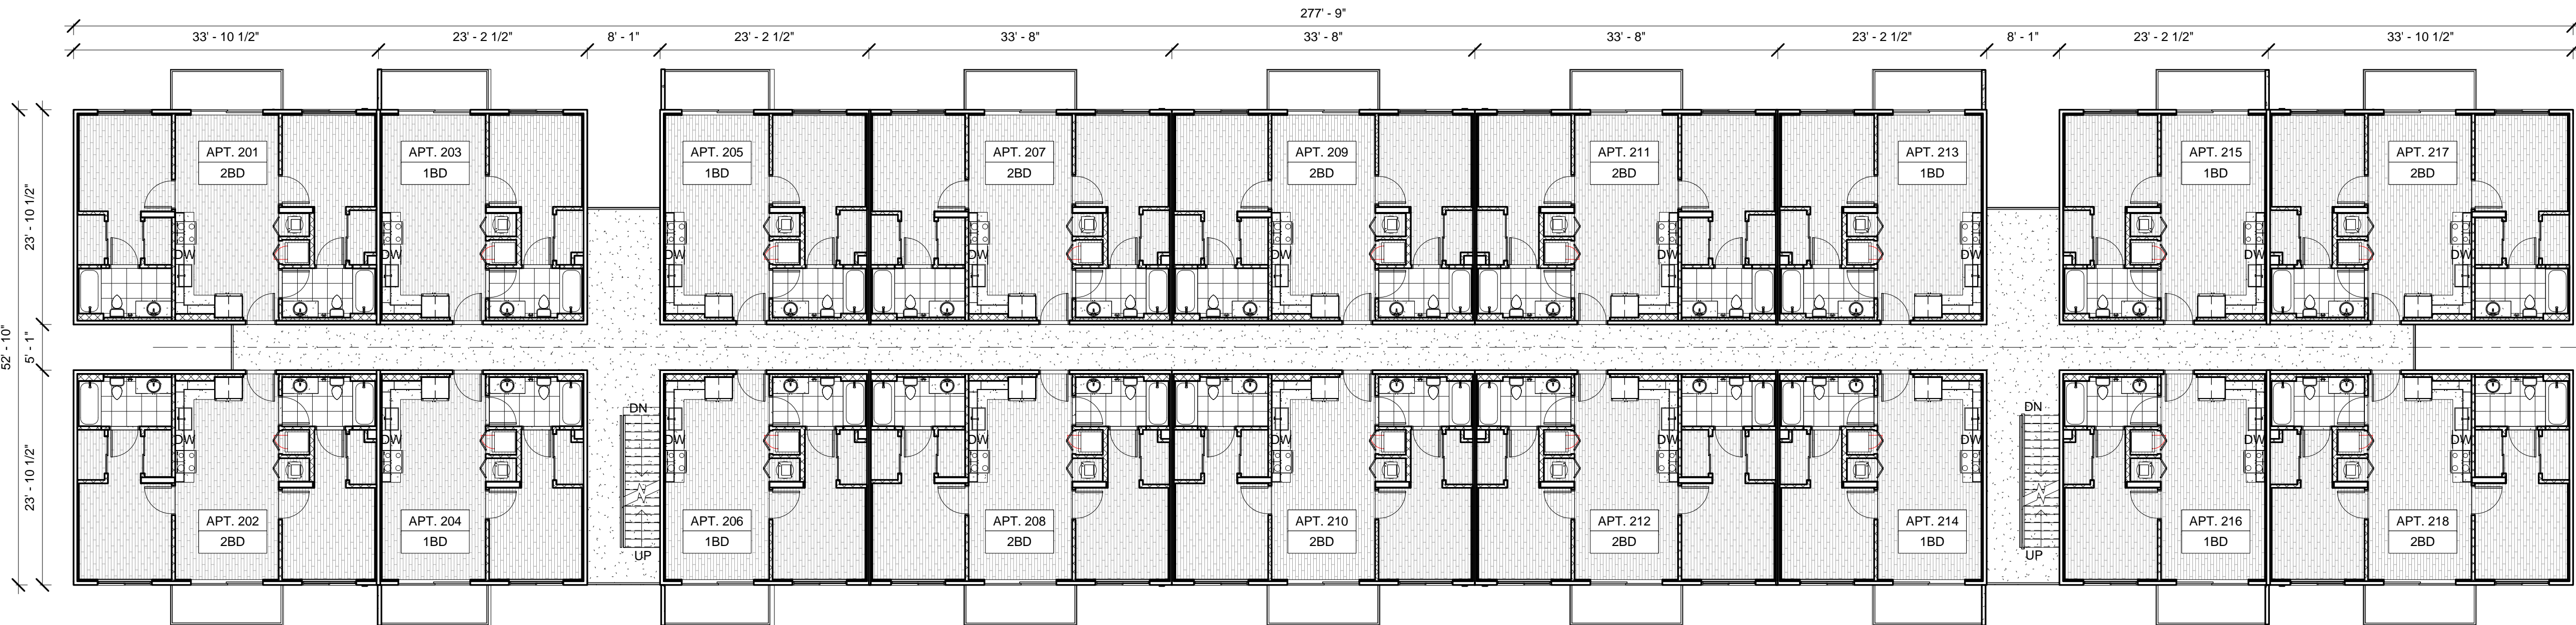 277' - 9"
33' - 10 1/2"
23' - 2 1/2"
8' - 1"
23' - 2 1/2"
33' - 8"
33' - 8"
33' - 8"
23' - 2 1/2"
8' - 1"
23' - 2 1/2"
33' - 10 1/2"
52' - 10"
23' - 10 1/2"
5' - 1"
23' - 10 1/2"
APT. 201
2BD
APT. 203
1BD
APT. 205
1BD
APT. 207
2BD
APT. 209
2BD
APT. 211
2BD
APT. 213
1BD
APT. 215
1BD
APT. 217
2BD
DW
DW
DW
DW
DW
DW
DW
DW
DW
DN
DN
DW
DW
DW
DW
DW
DW
DW
DW
DW
APT. 202
2BD
APT. 204
1BD
APT. 206
1BD
APT. 208
2BD
APT. 210
2BD
APT. 212
2BD
APT. 214
1BD
APT. 216
1BD
APT. 218
2BD
UP
UP